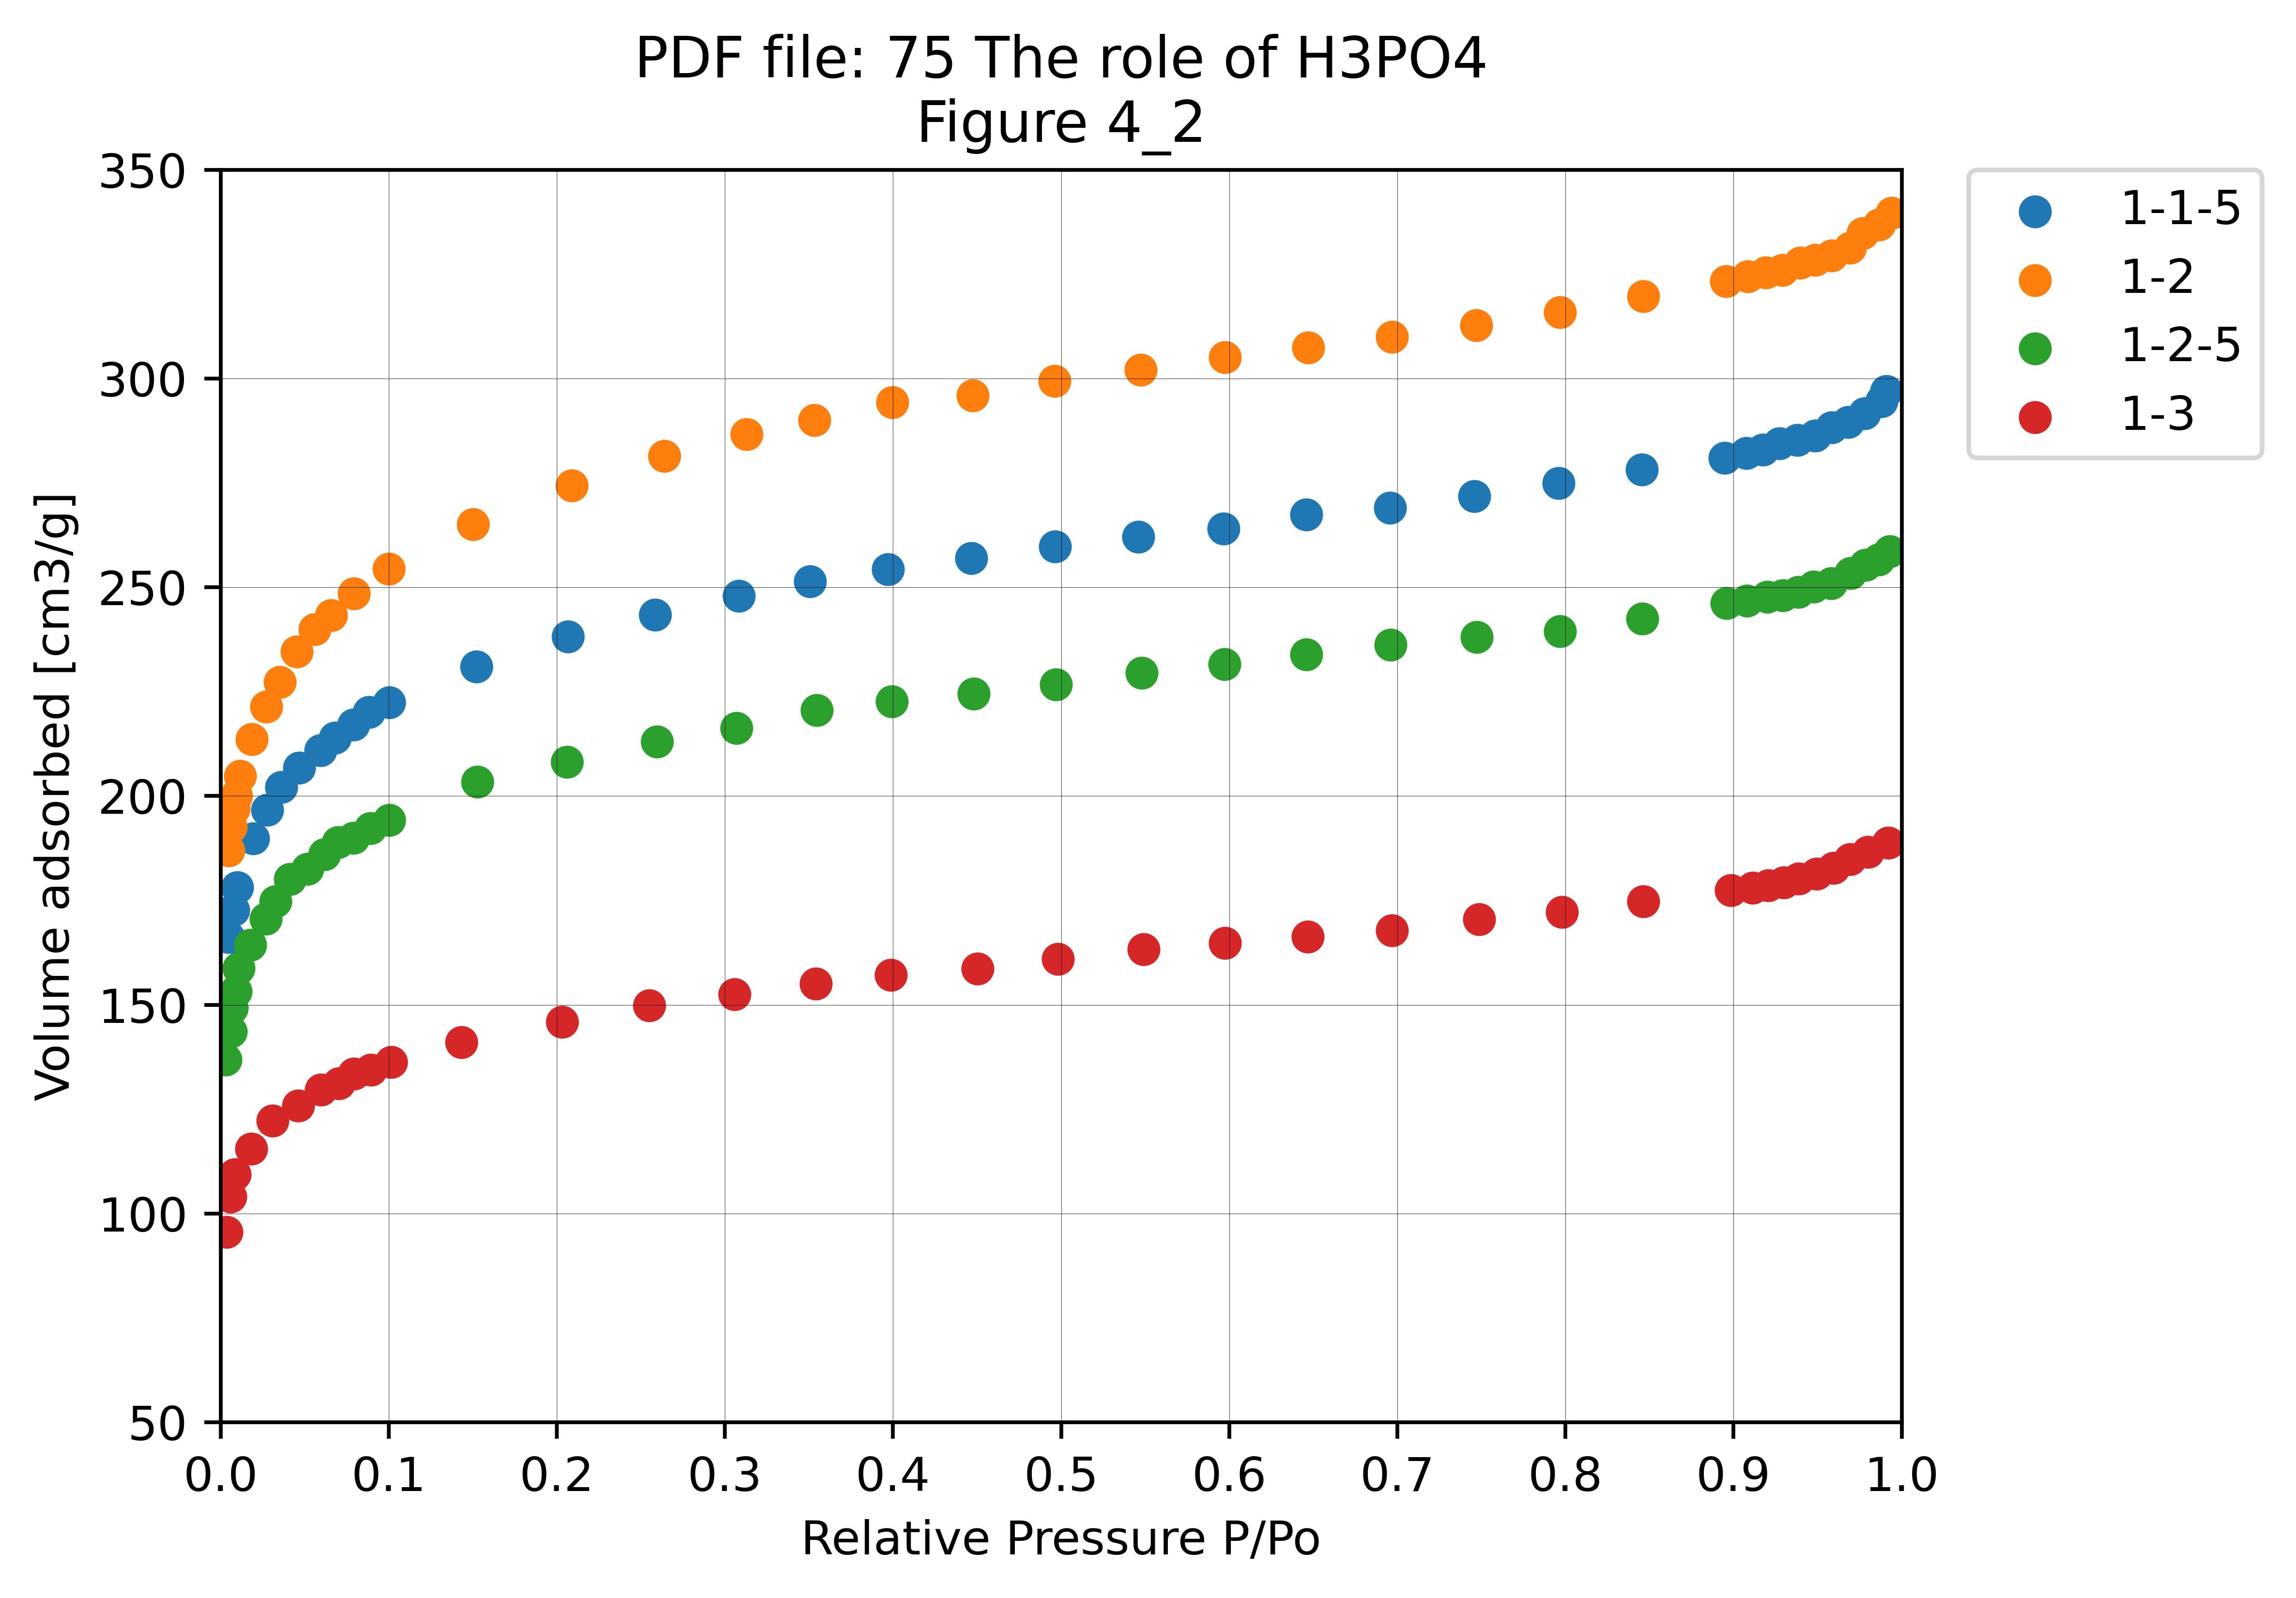 PDF file: 75 The role of H3PO4
Figure 4_2
350
300
250
200
150
100
50
Volume adsorbed [cm3/g]
0.0 0.1 0.2 0.3 0.4 0.5 0.6 0.7 0.8 0.9 1.0
Relative Pressure P/Po
1-1-5
1-2
1-2-5
1-3